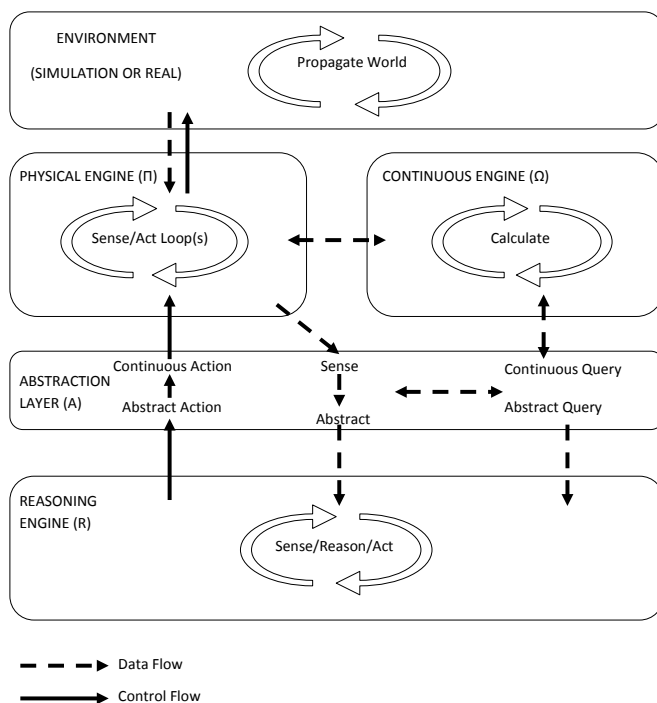 ENVIRONMENT
(SIMULATION OR REAL)
Propagate World
PHYSICAL ENGINE (Π)
Sense/Act Loop(s)
CONTINUOUS ENGINE (Ω)
Calculate
ABSTRACTION
LAYER (A)
Continuous Action
Abstract Action
Sense
Abstract
Continuous Query
Abstract Query
REASONING
ENGINE (R)
Sense/Reason/Act
Data Flow
Control Flow